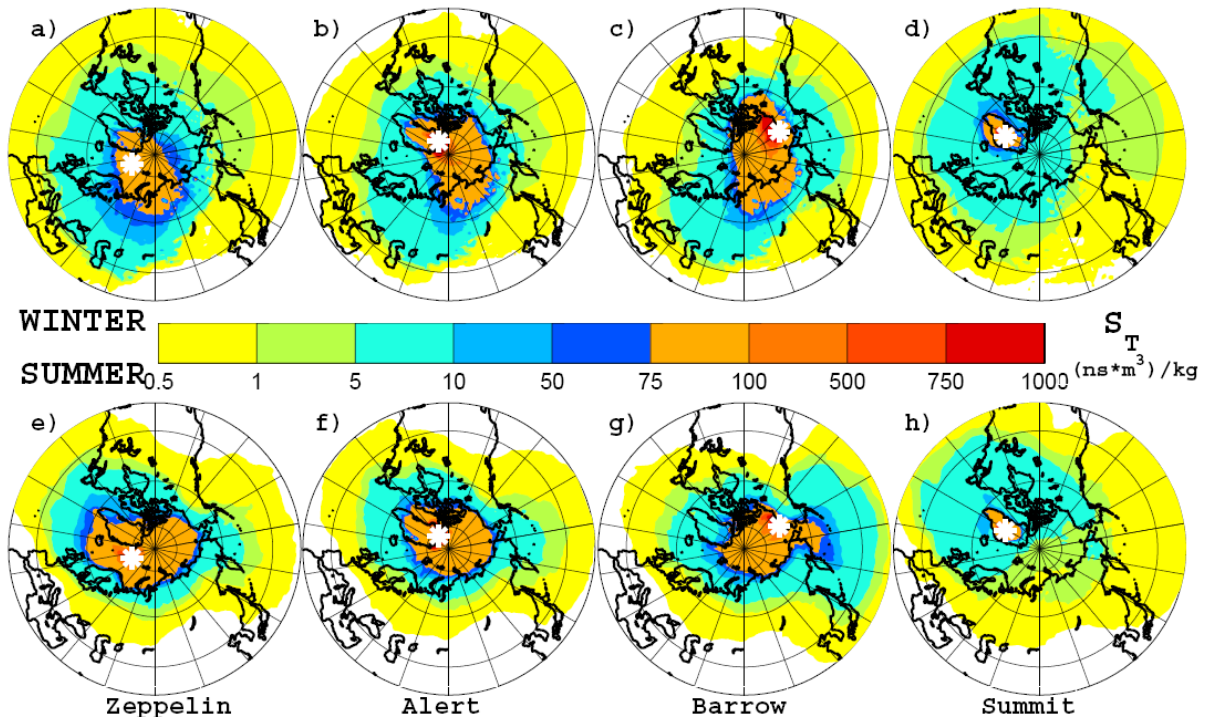 a) b) c) d)
WINTER
S_T
SUMMER
0.5 1 5 10 50 75 100 500 750 1000
(ns*m³)/kg
e) f) g) h)
Zeppelin Alert Barrow Summit